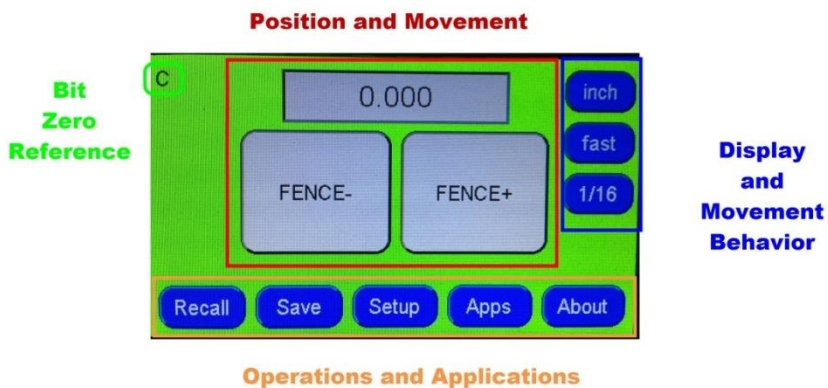 Position and Movement
Bit
Zero
Reference
C
0.000
inch
fast
1/16
FENCE-
FENCE+
Display
and
Movement
Behavior
Recall
Save
Setup
Apps
About
Operations and Applications